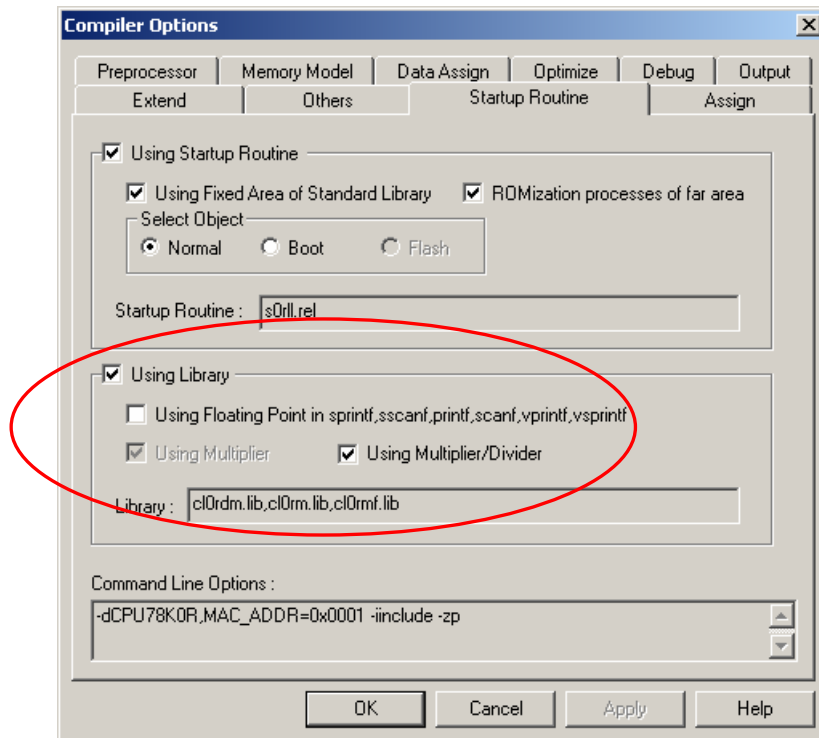 Compiler Options
Preprocessor Memory Model Data Assign Optimize Debug Output
Extend Others Startup Routine Assign
Using Startup Routine
Using Fixed Area of Standard Library ROMization processes of far area
Select Object
Normal Boot Flash
Startup Routine : s0rll.rel
Using Library
Using Floating Point in sprintf,sscanf,printf,scanf,vprintf,vsprintf
Using Multiplier Using Multiplier/Divider
Library : cl0rdm.lib,cl0rm.lib,cl0rmf.lib
Command Line Options :
-dCPU78K0R,MAC_ADDR=0x0001 -iinclude -zp
OK Cancel Apply Help